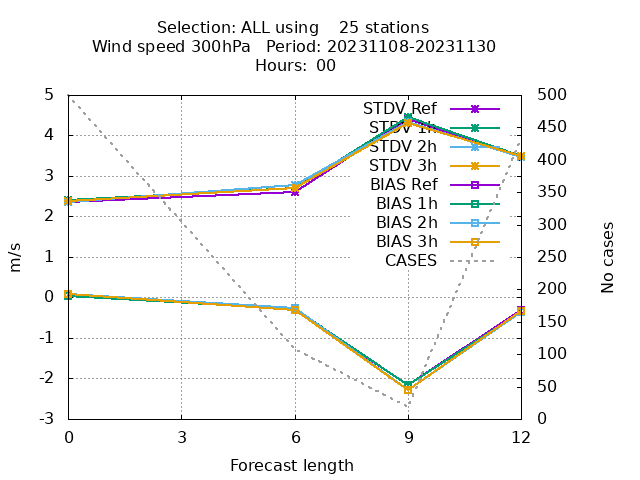 Selection: ALL using    25 stations
Wind speed 300hPa   Period: 20231108-20231130
Hours:  00
5
4
3
2
1
0
-1
-2
-3
m/s
500
450
400
350
300
250
200
150
100
50
0
No cases
STDV Ref
STDV 1h
STDV 2h
STDV 3h
BIAS Ref
BIAS 1h
BIAS 2h
BIAS 3h
CASES
0 3 6 9 12
Forecast length